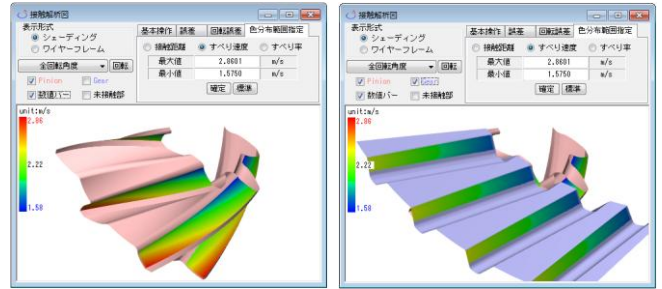 接触解析図
表示形式
シェーディング
ワイヤーフレーム
全回転角度 回転
Pinion Gear
数値バー 未接触部
基本操作 誤差 回転誤差 色分布範囲指定
接触距離 すべり速度 すべり率
最大値 2.8601 m/s
最小値 1.5750 m/s
確定 標準
unit:m/s
2.86
2.22
1.58
接触解析図
表示形式
シェーディング
ワイヤーフレーム
全回転角度 回転
Pinion Gear
数値バー 未接触部
基本操作 誤差 回転誤差 色分布範囲指定
接触距離 すべり速度 すべり率
最大値 2.8601 m/s
最小値 1.5750 m/s
確定 標準
unit:m/s
2.86
2.22
1.58